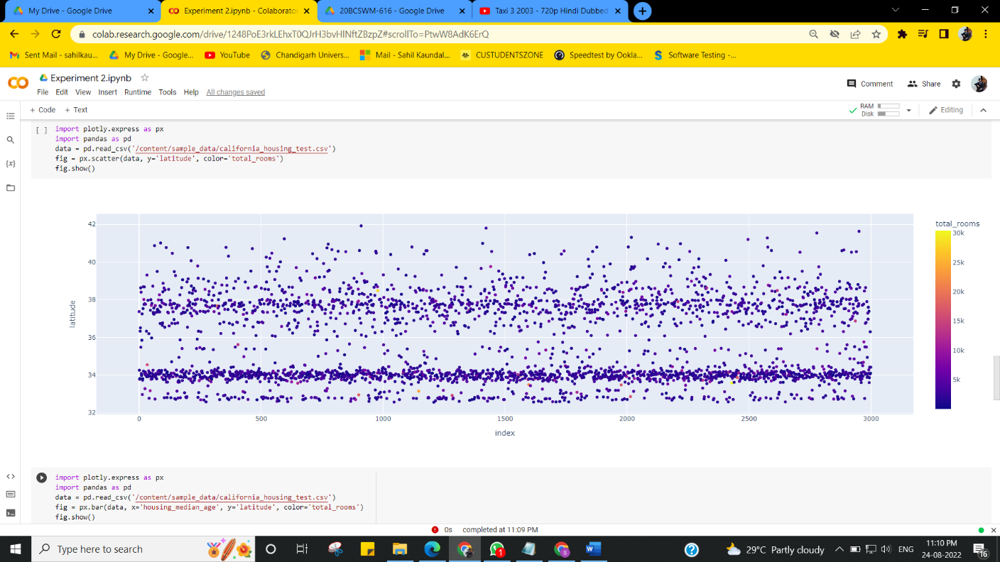 My Drive - Google Drive
Experiment 2.ipynb - Colaborato
20BCSWM-616 - Google Drive
Taxi 3 2003 - 720p Hindi Dubbed
colab.research.google.com/drive/1248PoE3rkLEhxT0QJrH3bvHlNftZBzpZ#scrollTo=PtwW8AdK6ErQ
Sent Mail - sahilkau...
My Drive - Google...
YouTube
Chandigarh Univers...
Mail - Sahil Kaundal...
CUSTUDENTSZONE
Speedtest by Ookla...
Software Testing -...
Experiment 2.ipynb
File Edit View Insert Runtime Tools Help All changes saved
Comment
Share
+ Code + Text
RAM
Disk
Editing
[ ] import plotly.express as px
import pandas as pd
data = pd.read_csv('/content/sample_data/california_housing_test.csv')
fig = px.scatter(data, y='latitude', color='total_rooms')
fig.show()
42
40
38
36
34
32
latitude
0 500 1000 1500 2000 2500 3000
index
total_rooms
30k
25k
20k
15k
10k
5k
import plotly.express as px
import pandas as pd
data = pd.read_csv('/content/sample_data/california_housing_test.csv')
fig = px.bar(data, x='housing_median_age', y='latitude', color='total_rooms')
fig.show()
0s completed at 11:09 PM
Type here to search
1
29°C Partly cloudy
ENG
11:10 PM
24-08-2022
16